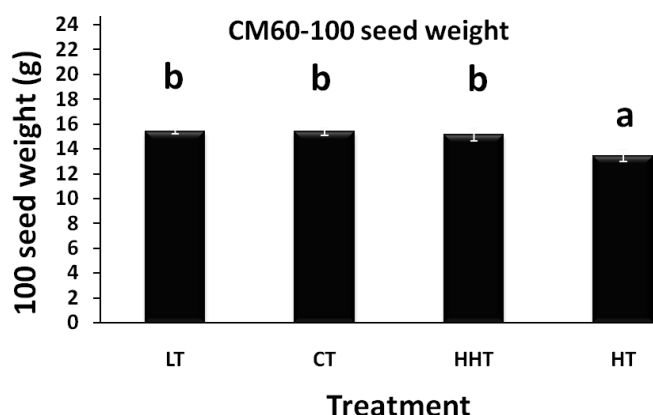 CM60-100 seed weight
100 seed weight (g)
24
22
20
18
16
14
12
10
8
6
4
2
0
b
b
b
a
LT
CT
HHT
HT
Treatment